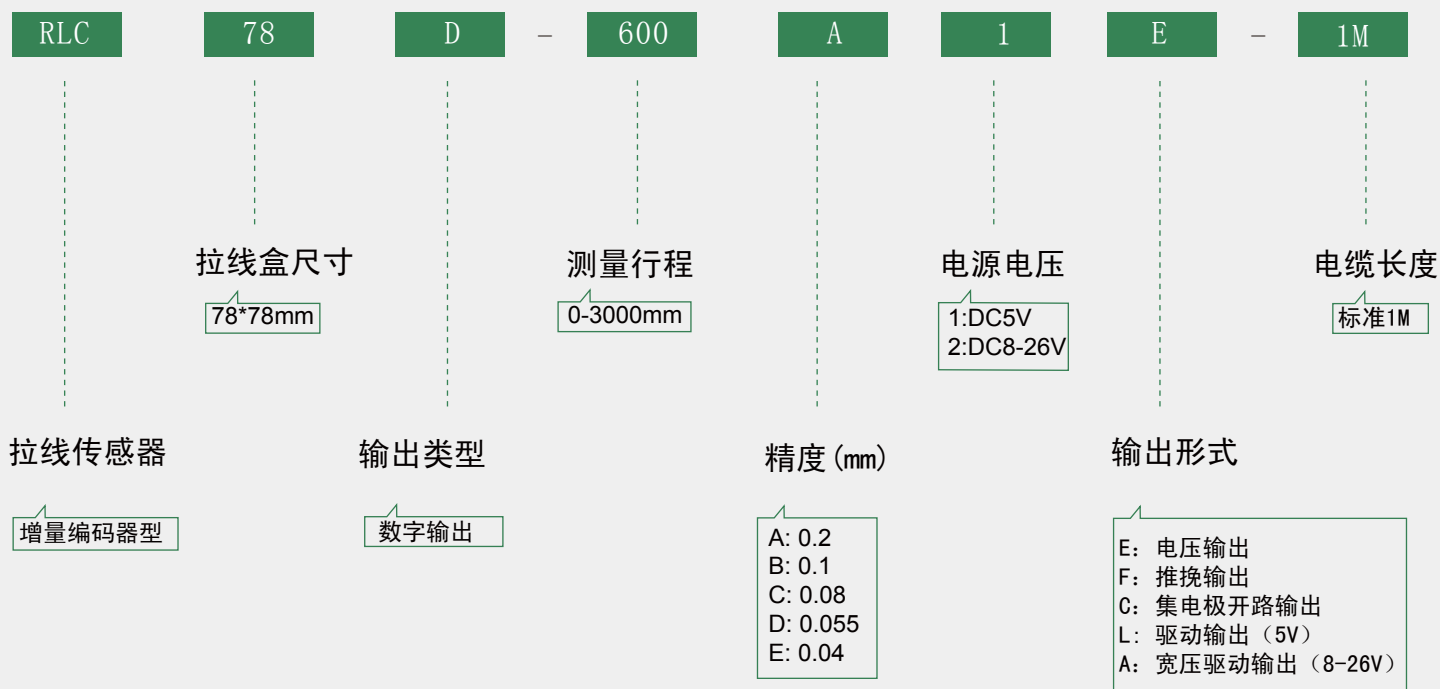 RLC 78 D - 600 A 1 E - 1M
拉线盒尺寸 测量行程 电源电压 电缆长度
78*78mm 0-3000mm 1:DC5V 标准1M
2:DC8-26V
拉线传感器 输出类型 精度(mm) 输出形式
增量编码器型 数字输出
A: 0.2
B: 0.1
C: 0.08
D: 0.055
E: 0.04
E: 电压输出
F: 推挽输出
C: 集电极开路输出
L: 驱动输出（5V）
A: 宽压驱动输出（8-26V）